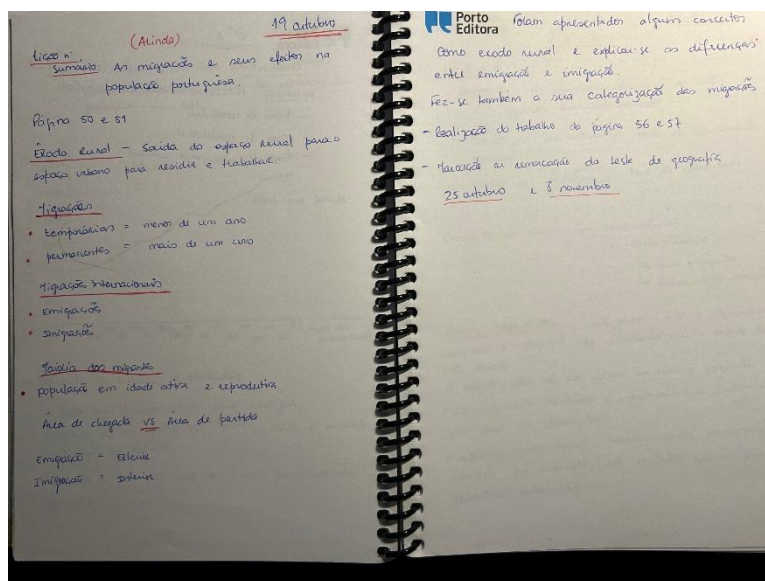 19 outubro
(Alinda)
Lição nº
Sumário: As migrações e seus efeitos na
população portuguesa.
Página 50 e 51
Êxodo Rural - Saída do espaço rural para o
espaço urbano para residir e trabalhar.
Migrações
• temporárias = menos de um ano
• permanentes = mais de um ano
Migrações internacionais
• Emigração
• Imigração
Maioria dos migrantes
• população em idade ativa e reprodutiva
Área de chegada vs Área de partida
Emigração = Exterior
Imigração = Interior
Porto
Editora
Foram apresentados alguns conceitos
como exodo rural e explicou-se as diferenças
entre emigração e imigração.
Fez-se também a sua categorização das migrações
- Realização do trabalho da página 56 e 57
- Marcação ou remarcação do teste de geografia
25 outubro e 8 novembro